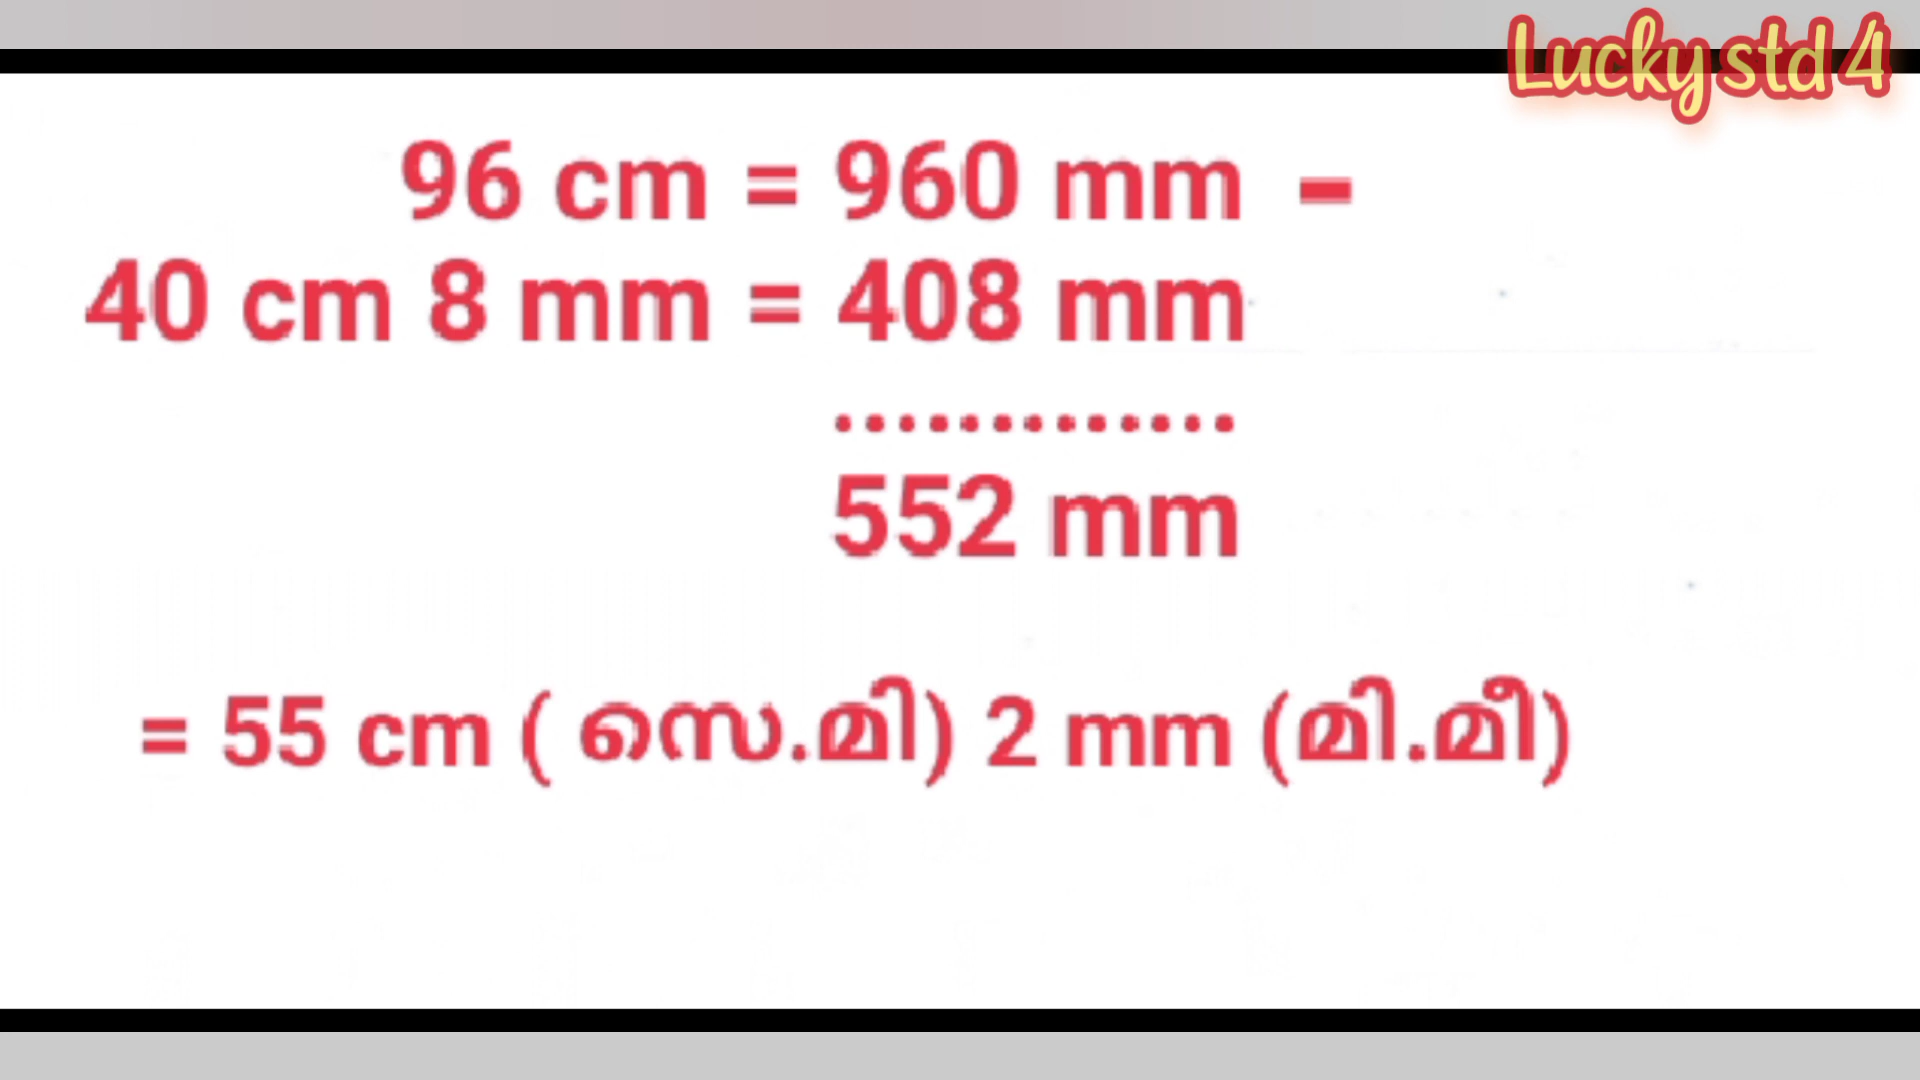 Lucky std 4
96 cm = 960 mm -
40 cm 8 mm = 408 mm
.............
552 mm
= 55 cm ( സെ.മി) 2 mm (മി.മീ)